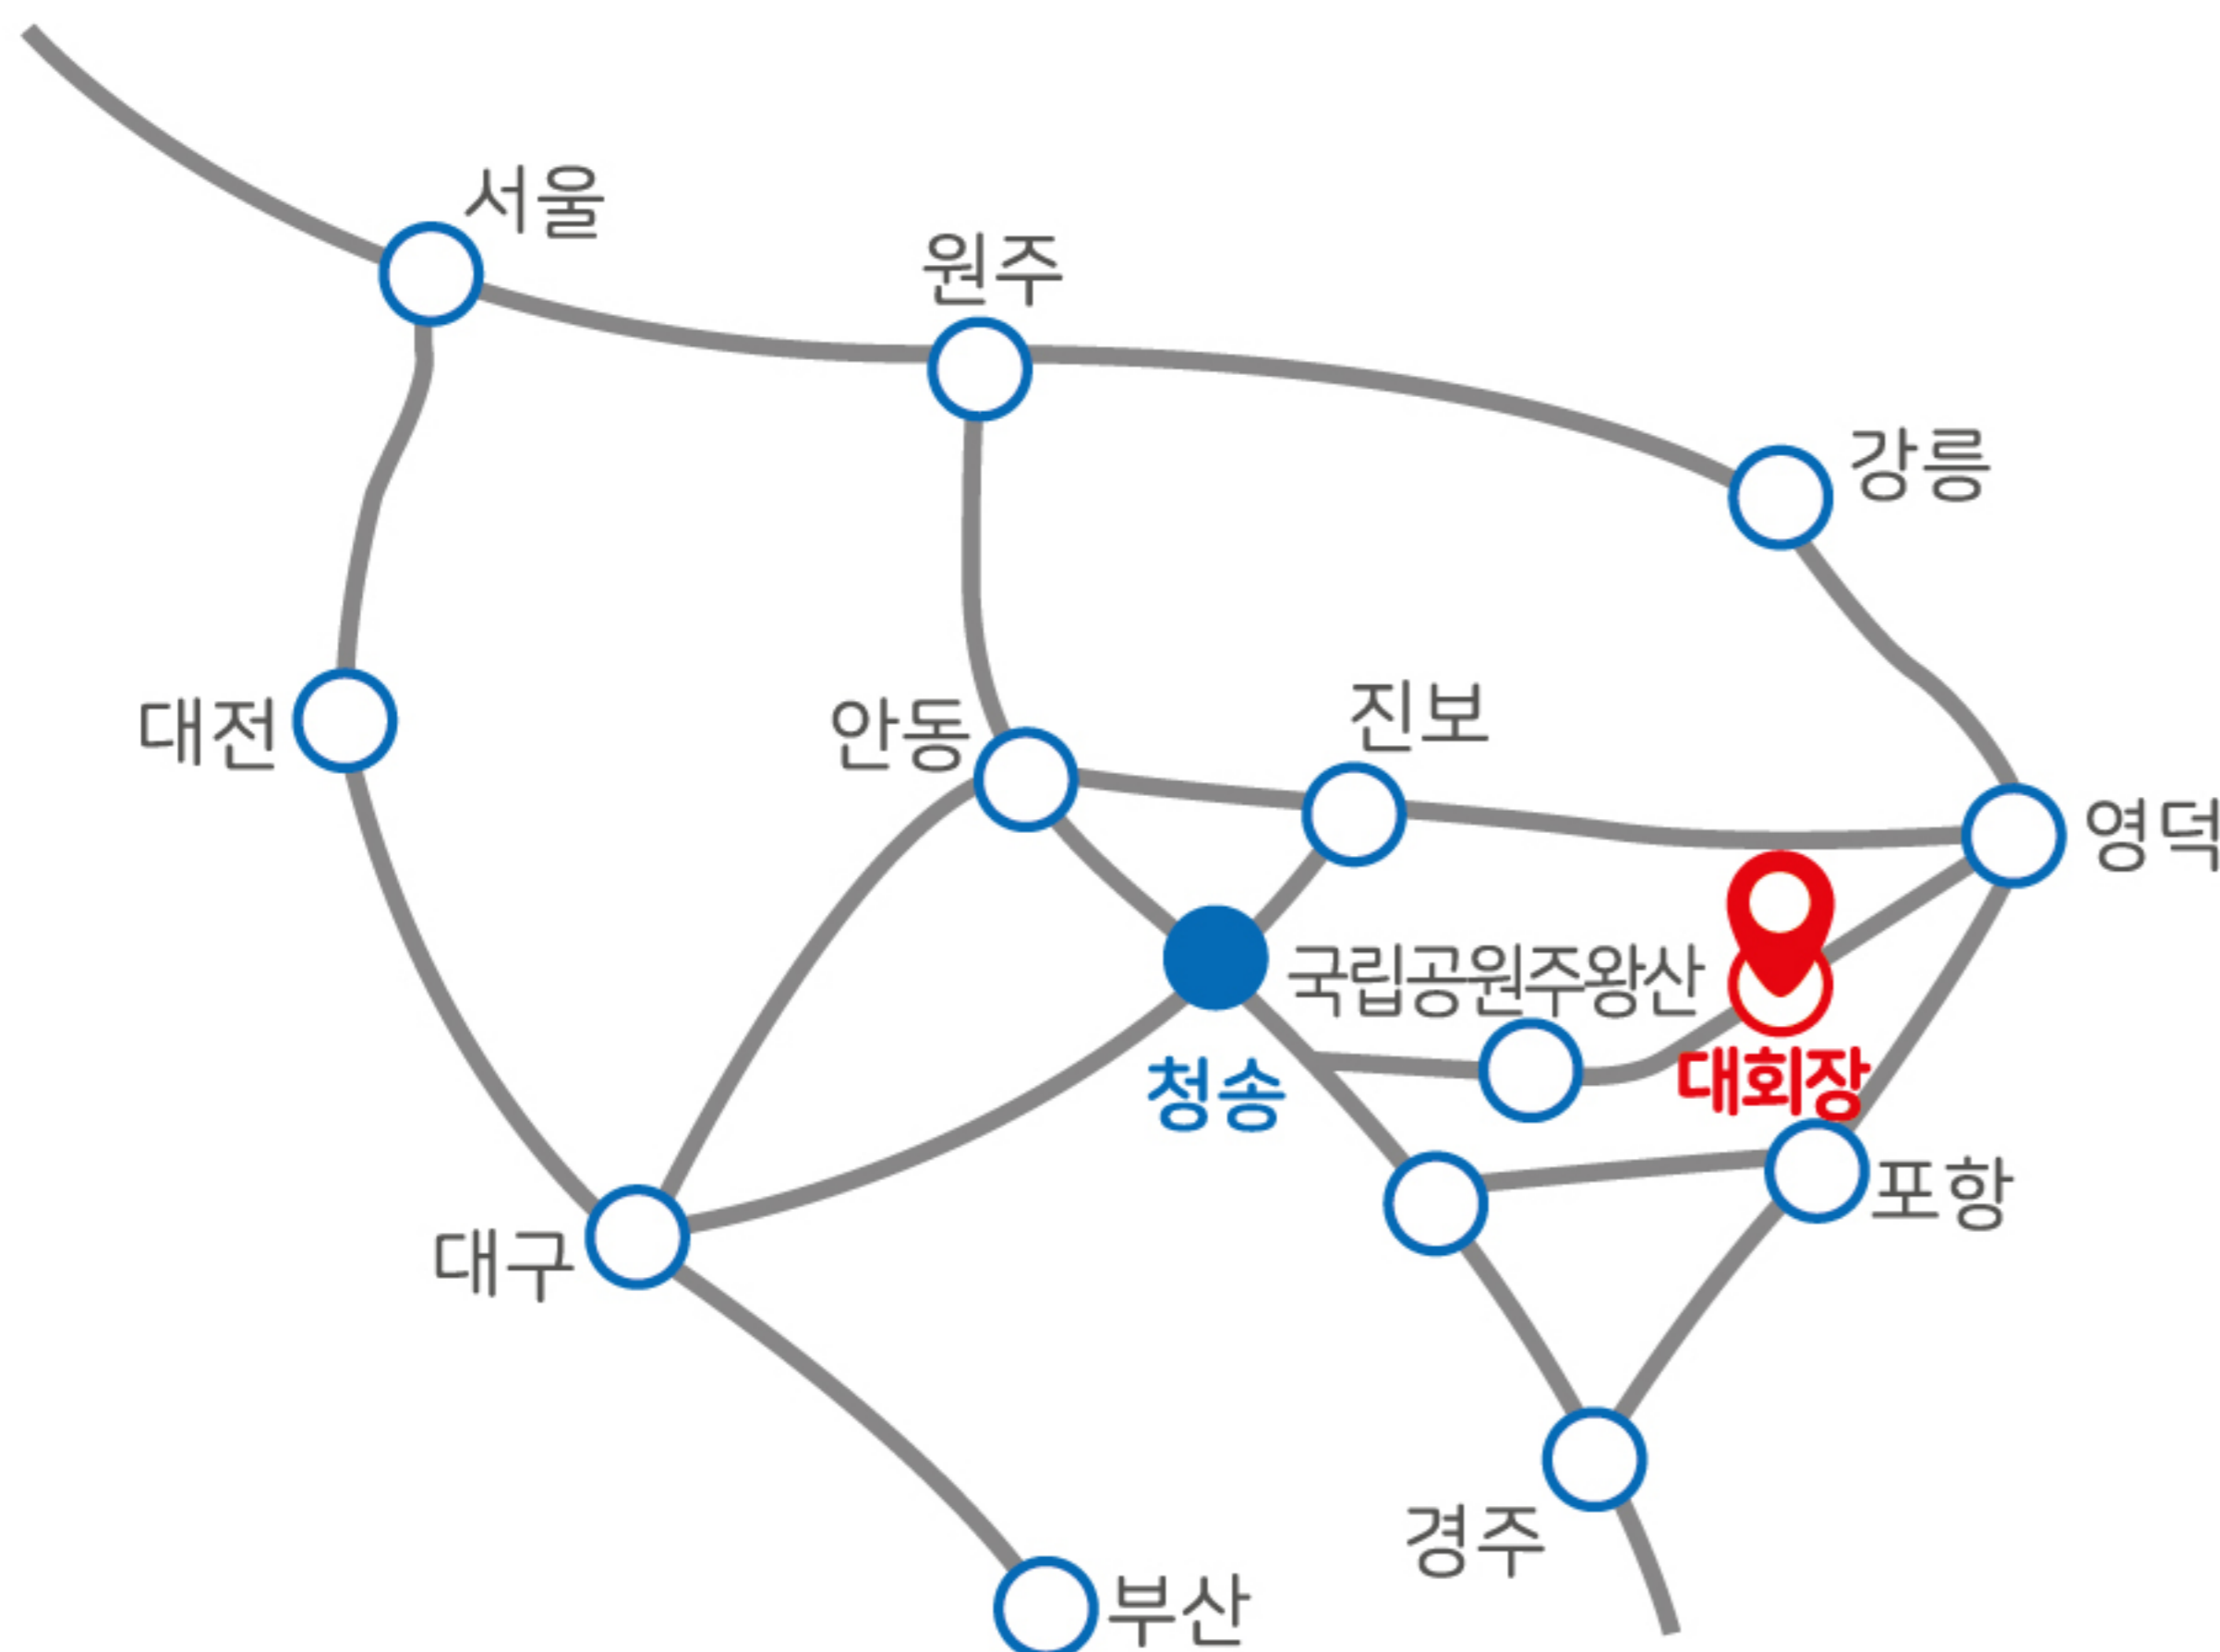 서울
원주
강릉
대전
안동
진보
영덕
국립공원주왕산
대회장
청송
포항
대구
경주
부산